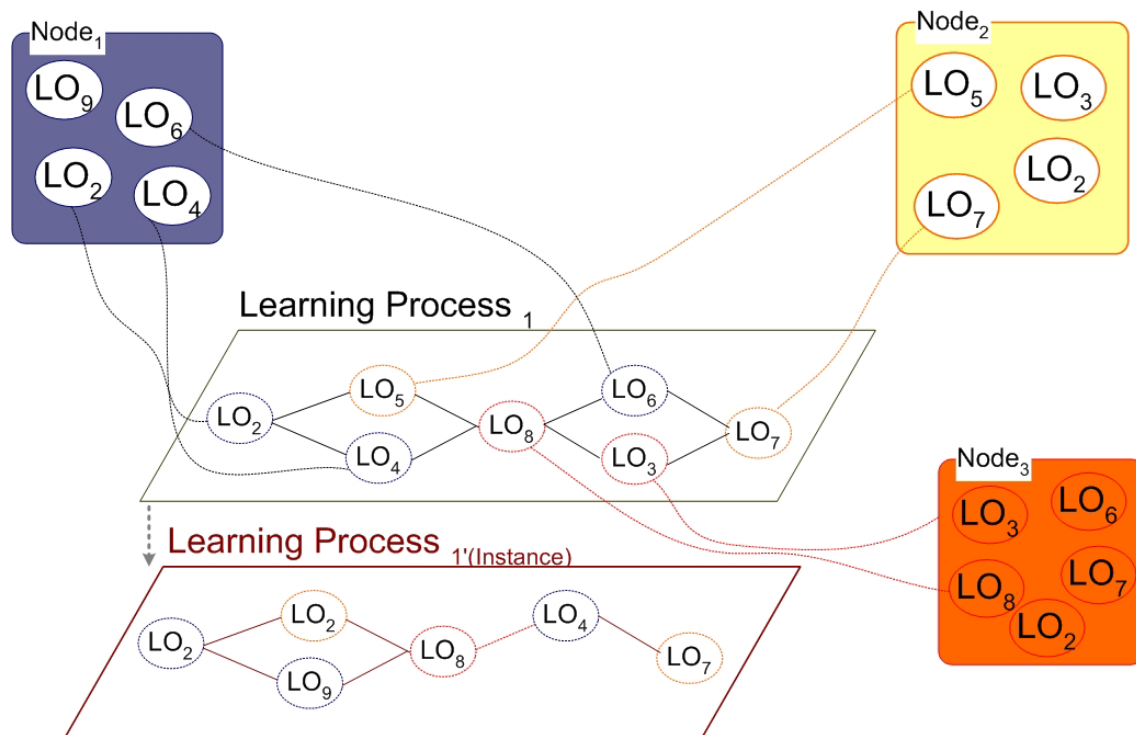 Node₁
LO₉
LO₆
LO₂
LO₄
Node₂
LO₅
LO₃
LO₂
LO₇
Learning Process ₁
LO₂
LO₅
LO₄
LO₈
LO₆
LO₃
LO₇
Node₃
LO₃
LO₆
LO₈
LO₇
LO₂
Learning Process ₁'(Instance)
LO₂
LO₂
LO₉
LO₈
LO₄
LO₇